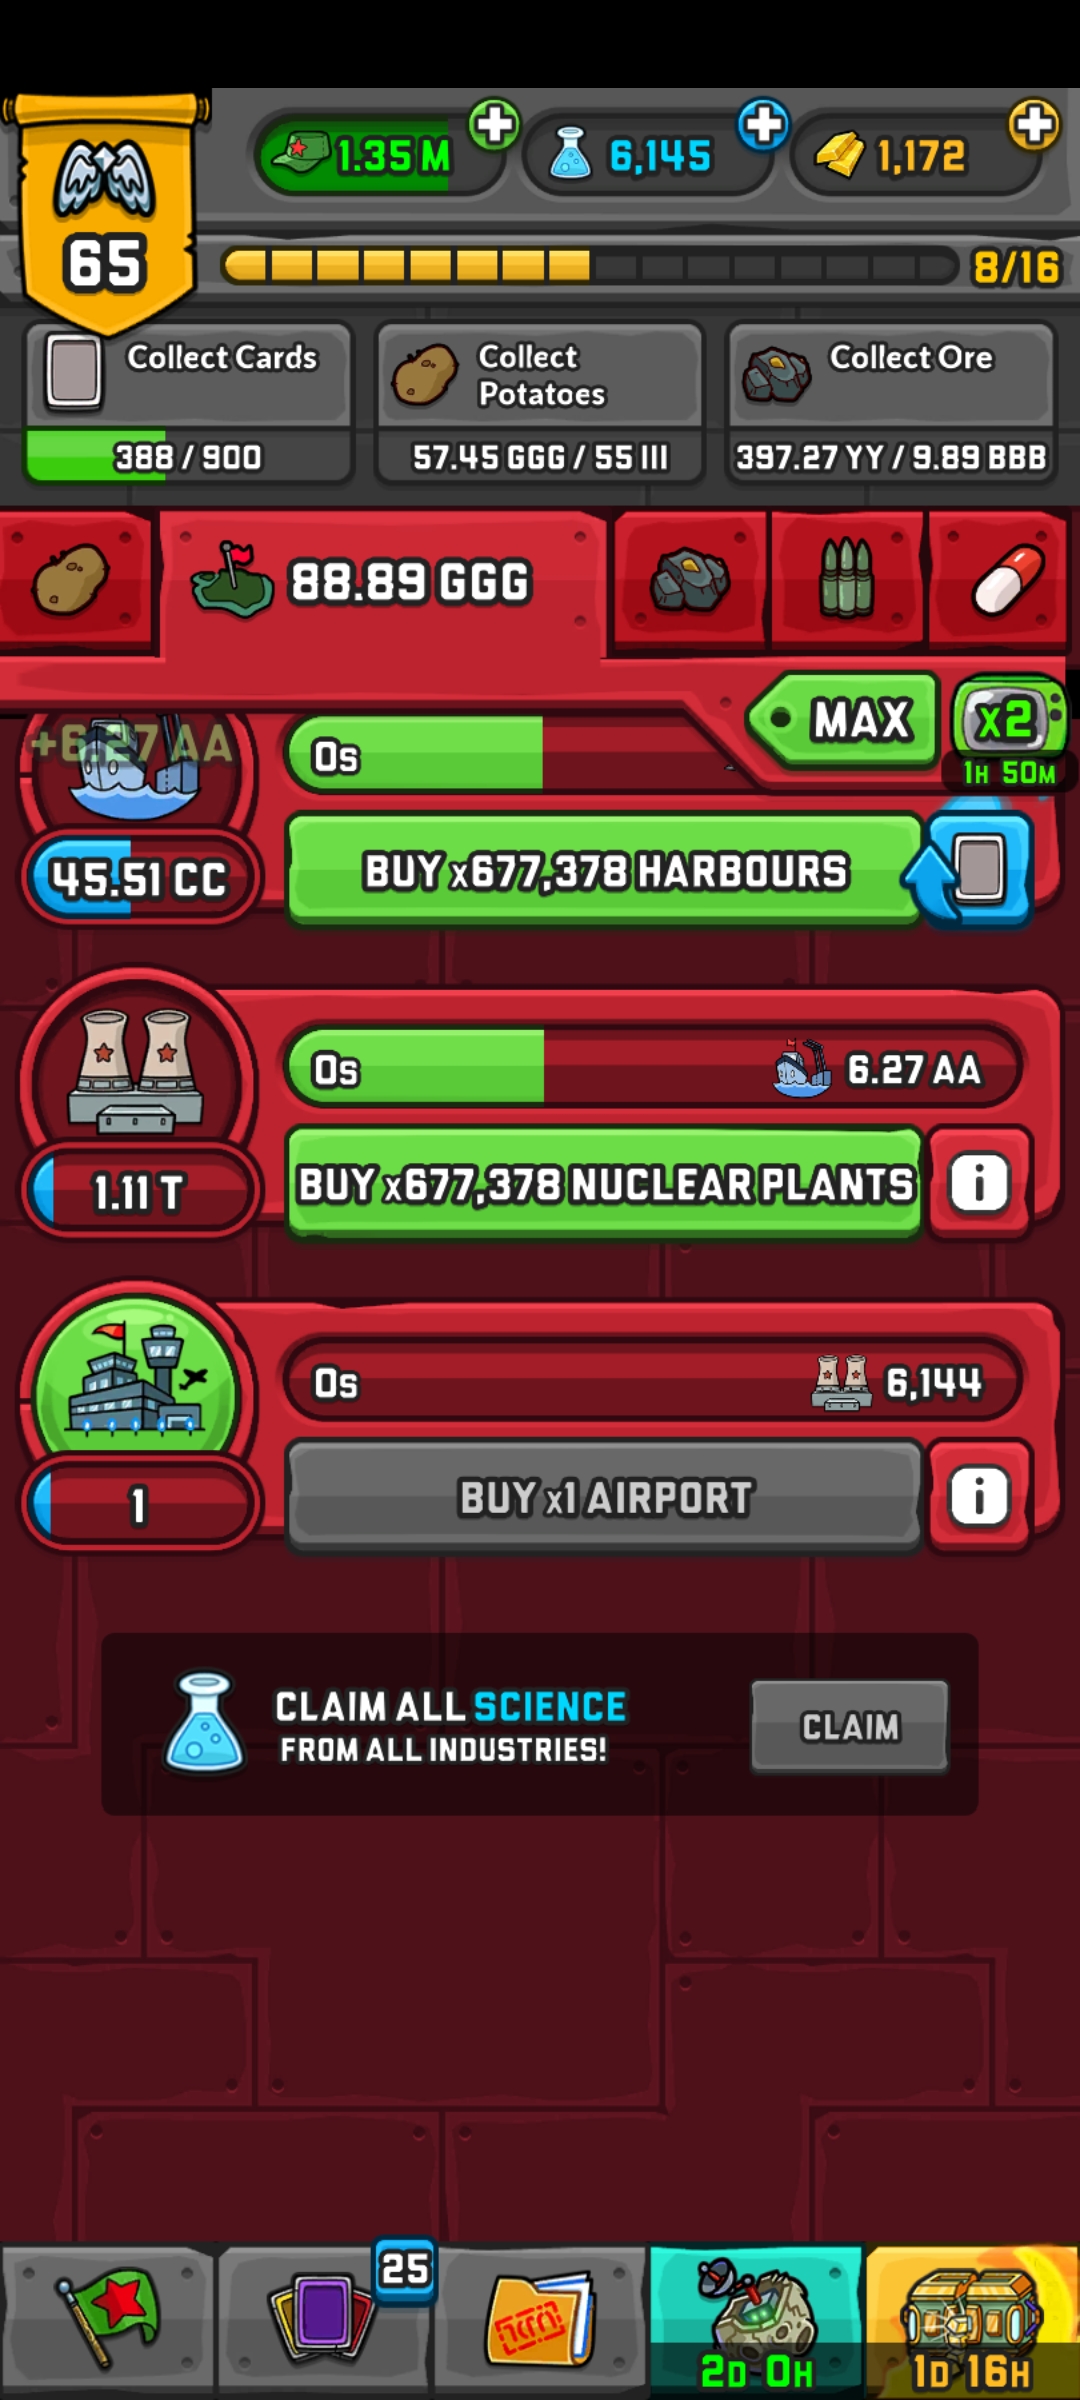 1.35 M
6,145
1,172
65
8/16
Collect Cards
388 / 900
Collect
Potatoes
57.45 GGG / 55 III
Collect Ore
397.27 YY / 9.89 BBB
88.89 GGG
MAX
x2
1H 50M
+6.27 AA
0s
45.51 CC
BUY x677,378 HARBOURS
0s
6.27 AA
1.11 T
BUY x677,378 NUCLEAR PLANTS
i
0s
6,144
1
BUY x1 AIRPORT
i
CLAIM ALL SCIENCE
FROM ALL INDUSTRIES!
CLAIM
25
2D 0H
1D 16H